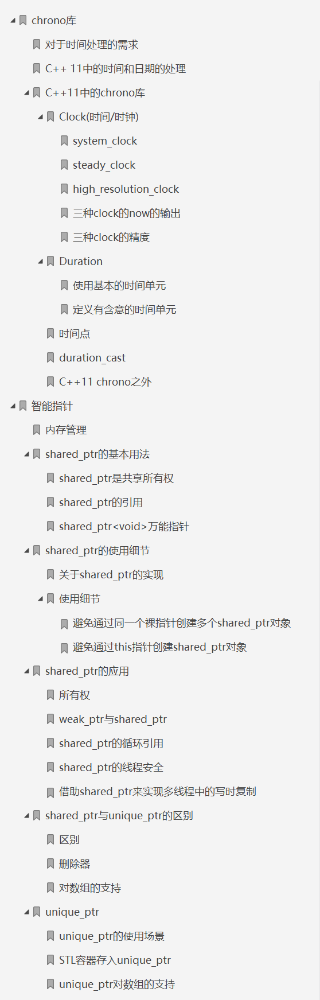 chrono库
对于时间处理的需求
C++ 11中的时间和日期的处理
C++11中的chrono库
Clock(时间/时钟)
system_clock
steady_clock
high_resolution_clock
三种clock的now的输出
三种clock的精度
Duration
使用基本的时间单元
定义有含意的时间单元
时间点
duration_cast
C++11 chrono之外
智能指针
内存管理
shared_ptr的基本用法
shared_ptr是共享所有权
shared_ptr的引用
shared_ptr<void>万能指针
shared_ptr的使用细节
关于shared_ptr的实现
使用细节
避免通过同一个裸指针创建多个shared_ptr对象
避免通过this指针创建shared_ptr对象
shared_ptr的应用
所有权
weak_ptr与shared_ptr
shared_ptr的循环引用
shared_ptr的线程安全
借助shared_ptr来实现多线程中的写时复制
shared_ptr与unique_ptr的区别
区别
删除器
对数组的支持
unique_ptr
unique_ptr的使用场景
STL容器存入unique_ptr
unique_ptr对数组的支持